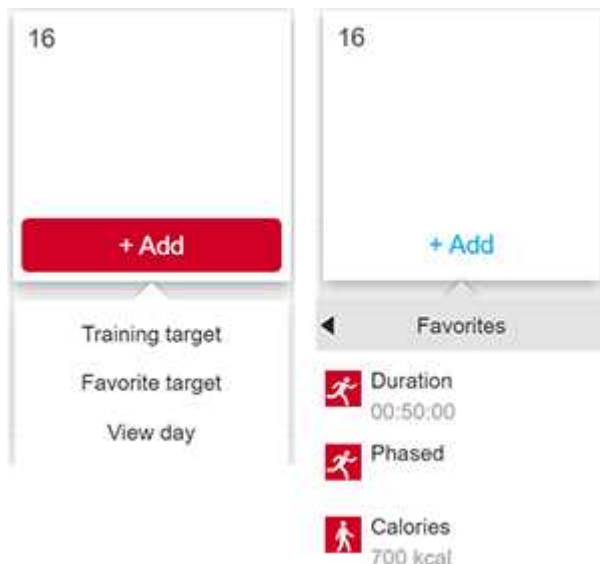 16
+ Add
Training target
Favorite target
View day
16
+ Add
Favorites
Duration
00:50:00
Phased
Calories
700 kcal